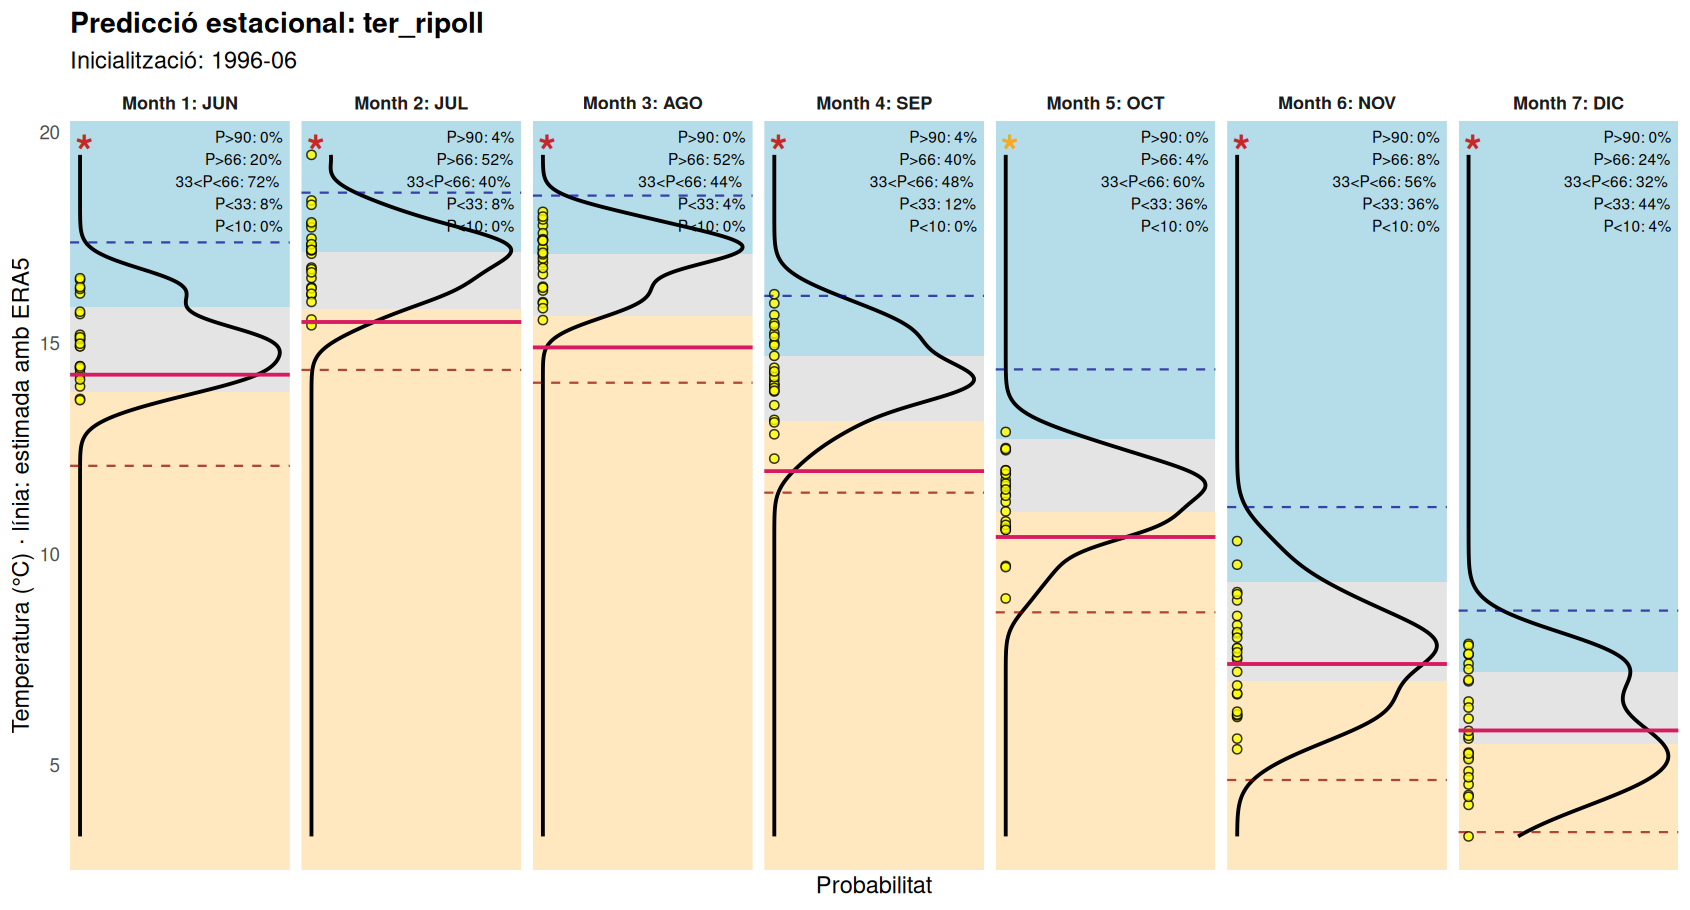 Predicció estacional: ter_ripoll
Inicialització: 1996-06
Month 1: JUN
Month 2: JUL
Month 3: AGO
Month 4: SEP
Month 5: OCT
Month 6: NOV
Month 7: DIC
Temperatura (°C) · línia: estimada amb ERA5
20
15
10
5
*
P>90: 0%
P>66: 20%
33<P<66: 72%
P<33: 8%
P<10: 0%
*
P>90: 4%
P>66: 52%
33<P<66: 40%
P<33: 8%
P<10: 0%
*
P>90: 0%
P>66: 52%
33<P<66: 44%
P<33: 4%
P<10: 0%
*
P>90: 4%
P>66: 40%
33<P<66: 48%
P<33: 12%
P<10: 0%
*
P>90: 0%
P>66: 4%
33<P<66: 60%
P<33: 36%
P<10: 0%
*
P>90: 0%
P>66: 8%
33<P<66: 56%
P<33: 36%
P<10: 0%
*
P>90: 0%
P>66: 24%
33<P<66: 32%
P<33: 44%
P<10: 4%
Probabilitat